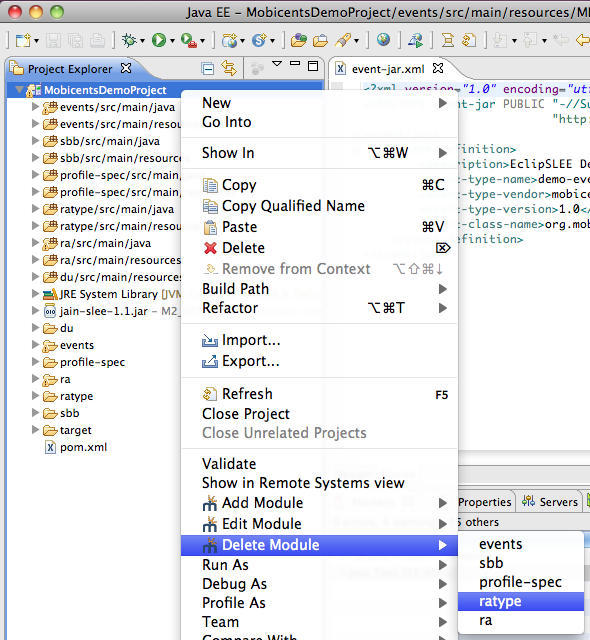 Java EE - MobicentsDemoProject/events/src/main/resources/M
Project Explorer
event-jar.xml
MobicentsDemoProject
events/src/main/java
events/src/main/resou
sbb/src/main/java
sbb/src/main/resources
profile-spec/src/main/
profile-spec/src/main/
ratype/src/main/java
ratype/src/main/resour
ra/src/main/java
ra/src/main/resources
du/src/main/resources
JRE System Library [JVM
jain-slee-1.1.jar - M2_
du
events
profile-spec
ra
ratype
sbb
target
pom.xml
<?xml version="1.0" encoding="ut
nt-jar PUBLIC "-//Su
"http:
finition>
cription>EclipSLEE De
t-type-name>demo-eve
t-type-vendor>mobice
t-type-version>1.0</
t-class-name>org.mob
finition>
New
Go Into
Show In ⌥⌘W
Copy ⌘C
Copy Qualified Name
Paste ⌘V
Delete ⌦
Remove from Context ⌥⇧⌘↓
Build Path
Refactor ⌥⌘T
Import...
Export...
Refresh F5
Close Project
Close Unrelated Projects
Validate
Show in Remote Systems view
Add Module
Edit Module
Delete Module
Run As
Debug As
Profile As
Team
Compare With
Properties
Servers
others
events
sbb
profile-spec
ratype
ra